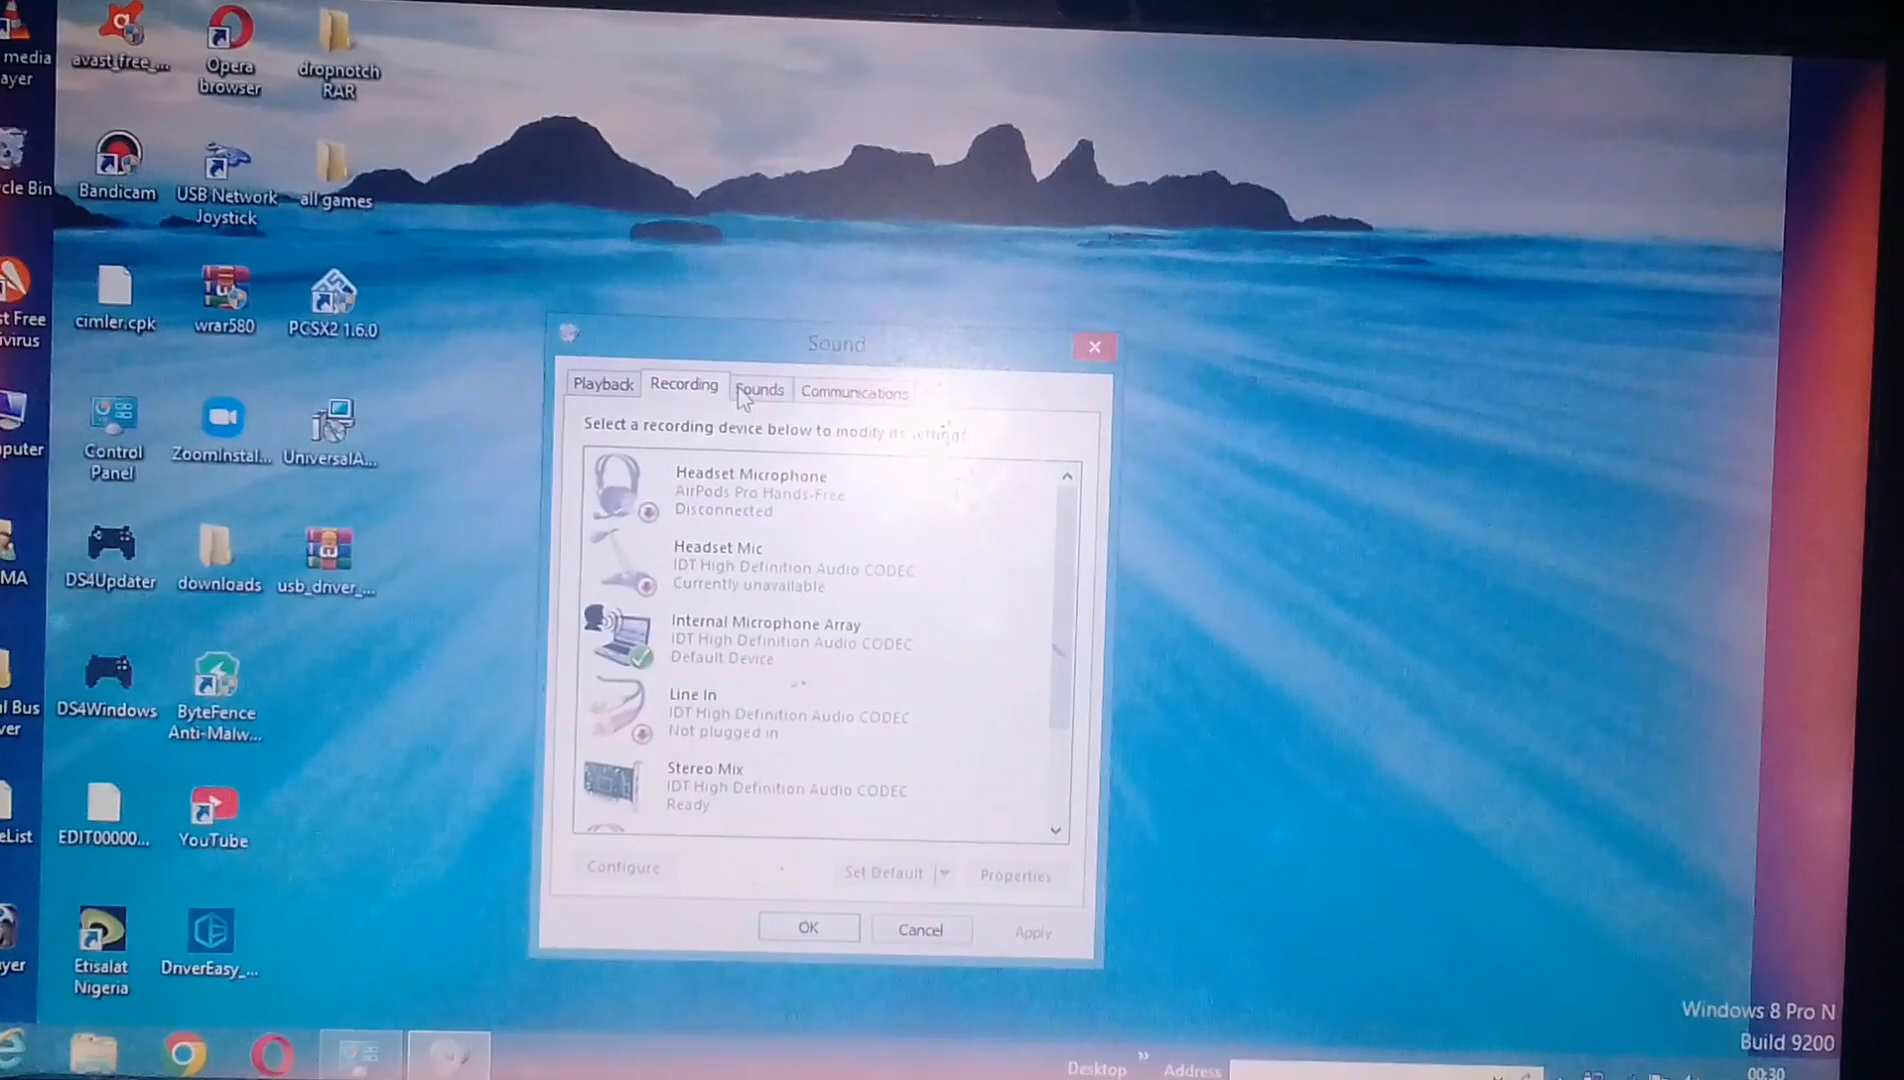 media
ayer
avast_free_...
Opera
browser
dropnotch
RAR
cle Bin
Bandicam
USB Network
Joystick
all games
st Free
ivirus
cimler.cpk
wrar580
PCSX2 1.6.0
puter
Control
Panel
ZoomInstal...
UniversalA...
MA
DS4Updater
downloads
usb_driver_...
al Bus
ver
DS4Windows
ByteFence
Anti-Malw...
eList
EDIT00000...
YouTube
yer
Etisalat
Nigeria
DriverEasy_...
Sound
Playback
Recording
Sounds
Communications
Select a recording device below to modify its settings:
Headset Microphone
AirPods Pro Hands-Free
Disconnected
Headset Mic
IDT High Definition Audio CODEC
Currently unavailable
Internal Microphone Array
IDT High Definition Audio CODEC
Default Device
Line In
IDT High Definition Audio CODEC
Not plugged in
Stereo Mix
IDT High Definition Audio CODEC
Ready
Configure
Set Default
Properties
OK
Cancel
Apply
Windows 8 Pro N
Build 9200
Desktop
Address
00:30